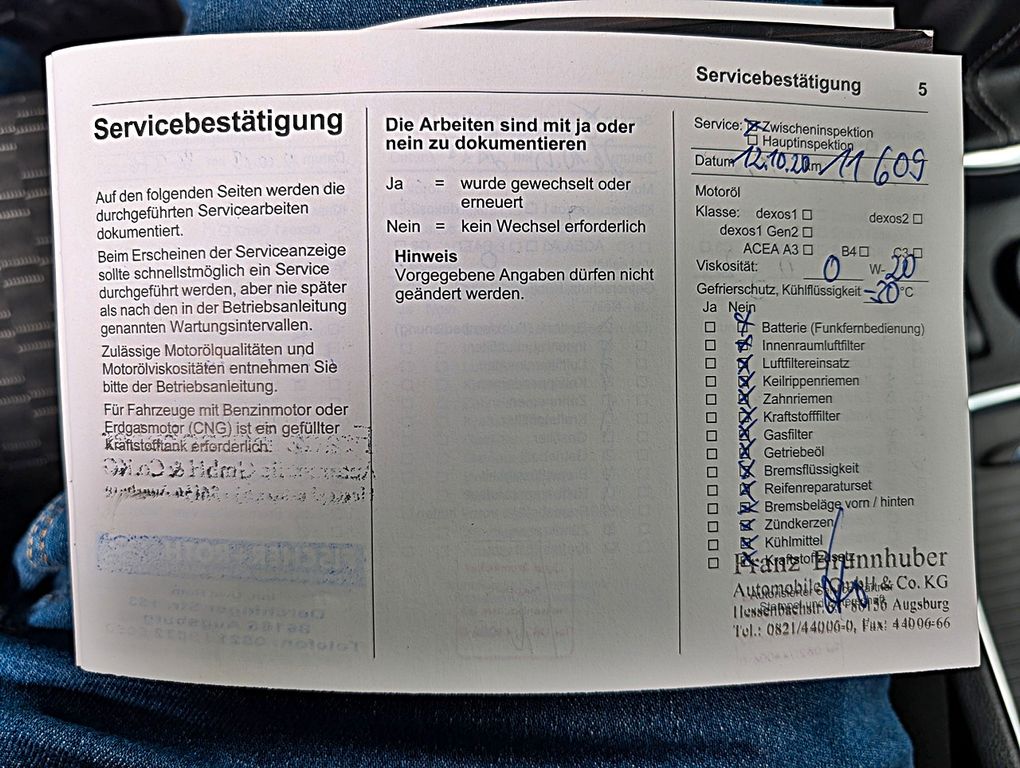 Servicebestätigung 5
Servicebestätigung
Auf den folgenden Seiten werden die
durchgeführten Servicearbeiten
dokumentiert.
Beim Erscheinen der Serviceanzeige
sollte schnellstmöglich ein Service
durchgeführt werden, aber nie später
als nach den in der Betriebsanleitung
genannten Wartungsintervallen.
Zulässige Motorölqualitäten und
Motorölviskositäten entnehmen Sie
bitte der Betriebsanleitung.
Für Fahrzeuge mit Benzinmotor oder
Erdgasmotor (CNG) ist ein gefüllter
Kraftstofftank erforderlich.
Die Arbeiten sind mit ja oder
nein zu dokumentieren
Ja = wurde gewechselt oder
erneuert
Nein = kein Wechsel erforderlich
Hinweis
Vorgegebene Angaben dürfen nicht
geändert werden.
Service: ☒ Zwischeninspektion
☐ Hauptinspektion
Datum 12.10.20 km 11 609
Motoröl
Klasse: dexos1 ☐ dexos2 ☐
dexos1 Gen2 ☐
ACEA A3 ☐ B4 ☐ C3 ☐
Viskosität: 0 W- 20
Gefrierschutz, Kühlflüssigkeit -30 °C
Ja Nein
☐ ☒ Batterie (Funkfernbedienung)
☐ ☒ Innenraumluftfilter
☐ ☒ Luftfiltereinsatz
☐ ☒ Keilrippenriemen
☐ ☒ Zahnriemen
☐ ☒ Kraftstofffilter
☐ ☒ Gasfilter
☐ ☒ Getriebeöl
☐ ☒ Bremsflüssigkeit
☐ ☒ Reifenreparaturset
☐ ☒ Bremsbeläge vorn / hinten
☐ ☒ Zündkerzen
☐ ☒ Kühlmittel
☐ ☒ Kraftstoffzusatz
Franz Brunnhuber
Automobile GmbH & Co. KG
86156 Augsburg
Tel.: 0821/44006-0, Fax: 44006-66